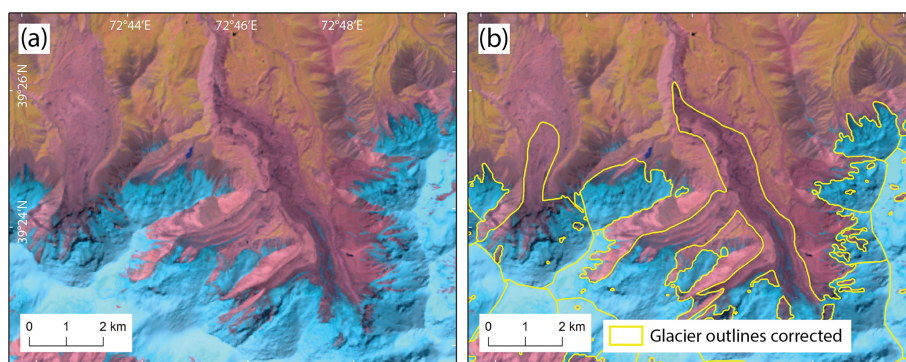 (a)
72°44′E
72°46′E
72°48′E
39°26′N
39°24′N
0 1 2 km
(b)
0 1 2 km
Glacier outlines corrected